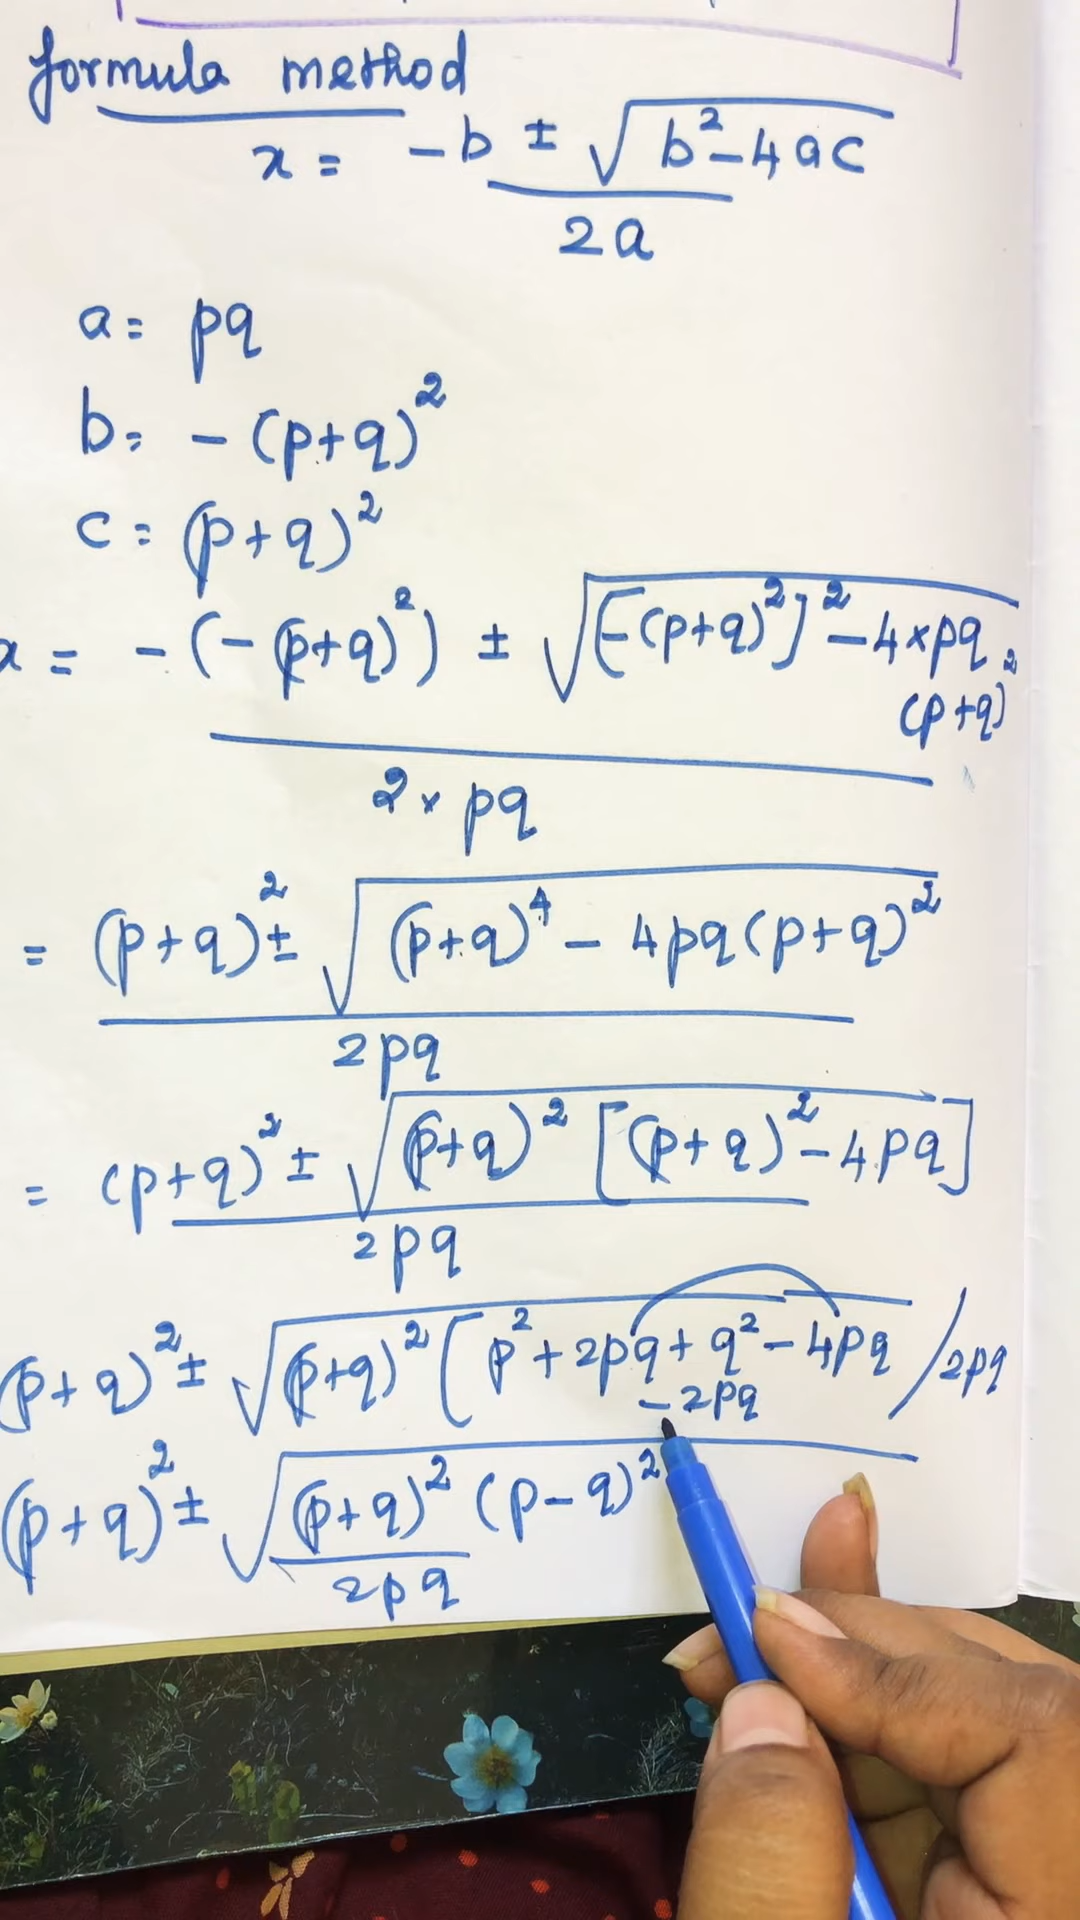 formula method
x = -b ± √b²-4ac
2a
a = pq
b = -(p+q)²
c = (p+q)²
x = -(-(p+q)²) ± √[-(p+q)²]²-4×pq
(p+q)²
2×pq
= (p+q)² ± √(p+q)⁴ - 4pq(p+q)²
2pq
= (p+q)² ± √(p+q)² [(p+q)²-4pq]
2pq
(p+q)² ± √(p+q)² [p²+2pq+q²-4pq /2pq
-2pq
(p+q)² ± √(p+q)² (p-q)²
2pq